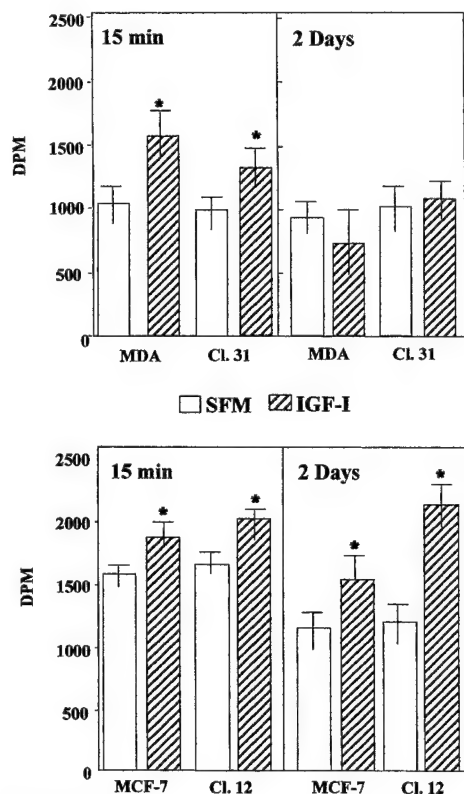 15 min
2 Days
2500
2000
*
*
1500
DPM
1000
500
0
MDA
Cl. 31
MDA
Cl. 31
SFM
IGF-I
2500
15 min
2 Days
*
*
*
*
2000
1500
DPM
1000
500
0
MCF-7
Cl. 12
MCF-7
Cl. 12